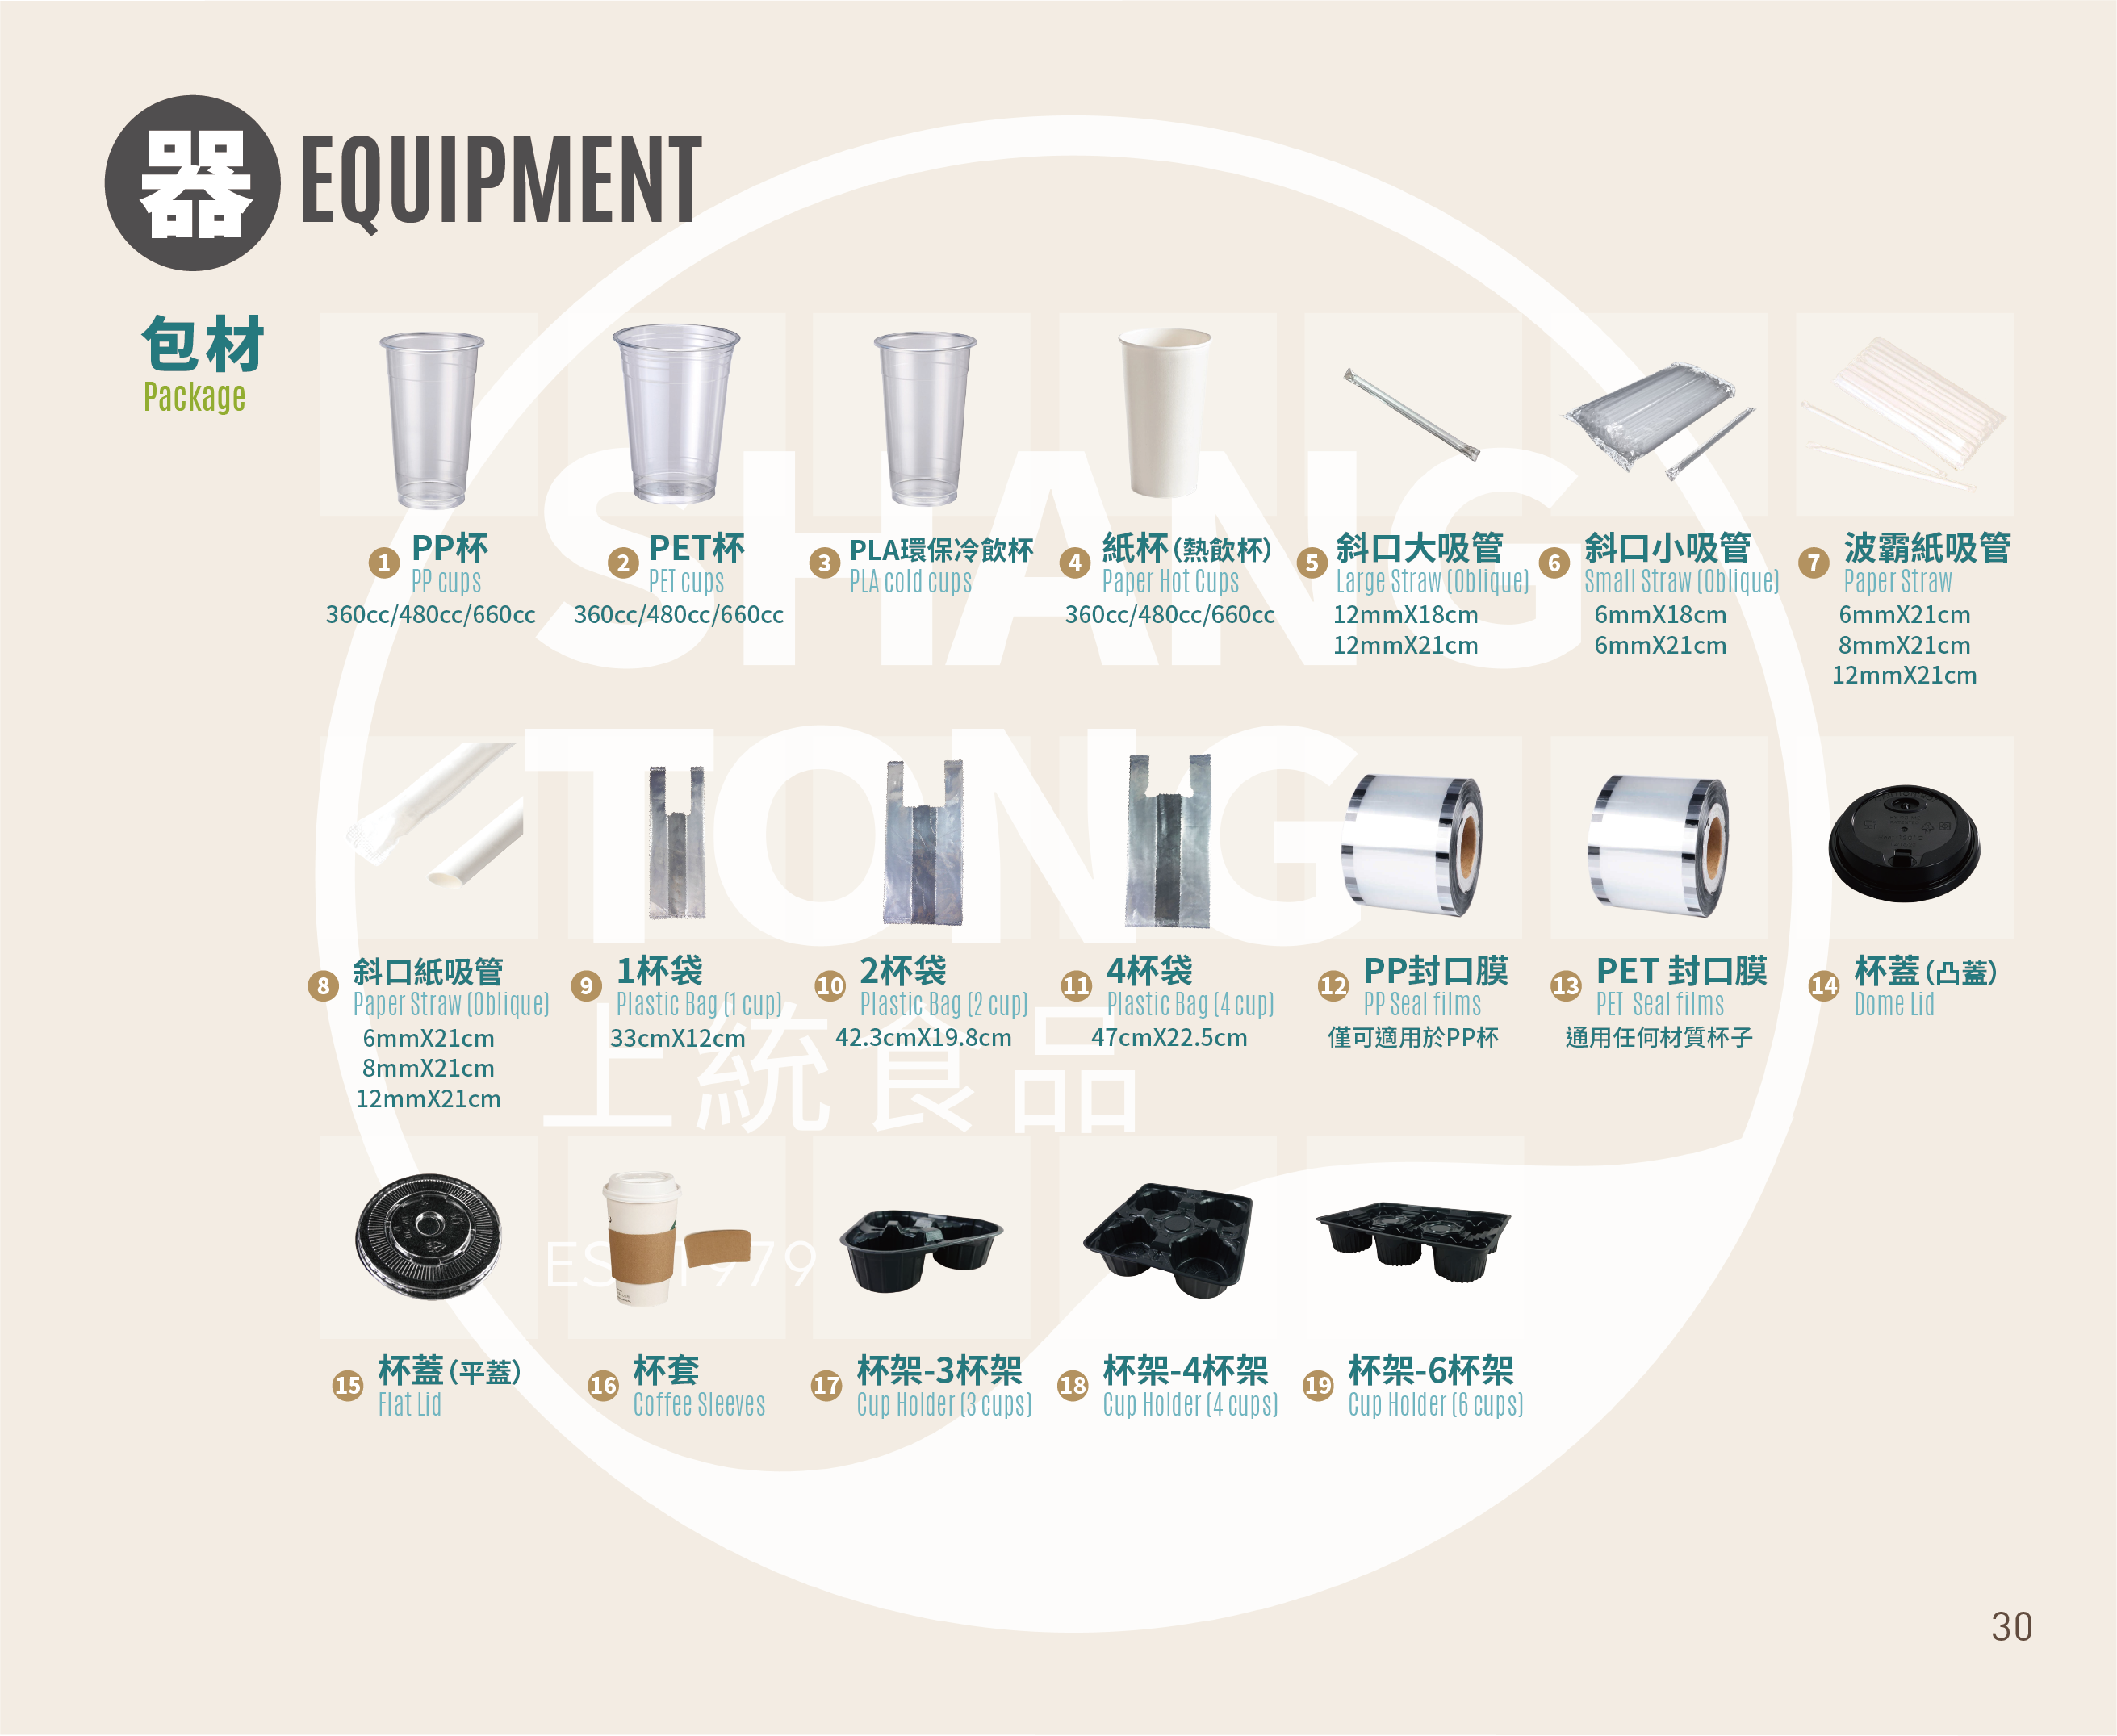 器 EQUIPMENT
包材
Package
1 PP杯
PP cups
360cc/480cc/660cc
2 PET杯
PET cups
360cc/480cc/660cc
3 PLA環保冷飲杯
PLA cold cups
4 紙杯(熱飲杯)
Paper Hot Cups
360cc/480cc/660cc
5 斜口大吸管
Large Straw (Oblique)
12mmX18cm
12mmX21cm
6 斜口小吸管
Small Straw (Oblique)
6mmX18cm
6mmX21cm
7 波霸紙吸管
Paper Straw
6mmX21cm
8mmX21cm
12mmX21cm
SHANG
TONG
上統食品
8 斜口紙吸管
Paper Straw (Oblique)
6mmX21cm
8mmX21cm
12mmX21cm
9 1杯袋
Plastic Bag (1 cup)
33cmX12cm
10 2杯袋
Plastic Bag (2 cup)
42.3cmX19.8cm
11 4杯袋
Plastic Bag (4 cup)
47cmX22.5cm
12 PP封口膜
PP Seal films
僅可適用於PP杯
13 PET 封口膜
PET Seal films
通用任何材質杯子
14 杯蓋(凸蓋)
Dome Lid
15 杯蓋(平蓋)
Flat Lid
16 杯套
Coffee Sleeves
17 杯架-3杯架
Cup Holder (3 cups)
18 杯架-4杯架
Cup Holder (4 cups)
19 杯架-6杯架
Cup Holder (6 cups)
30